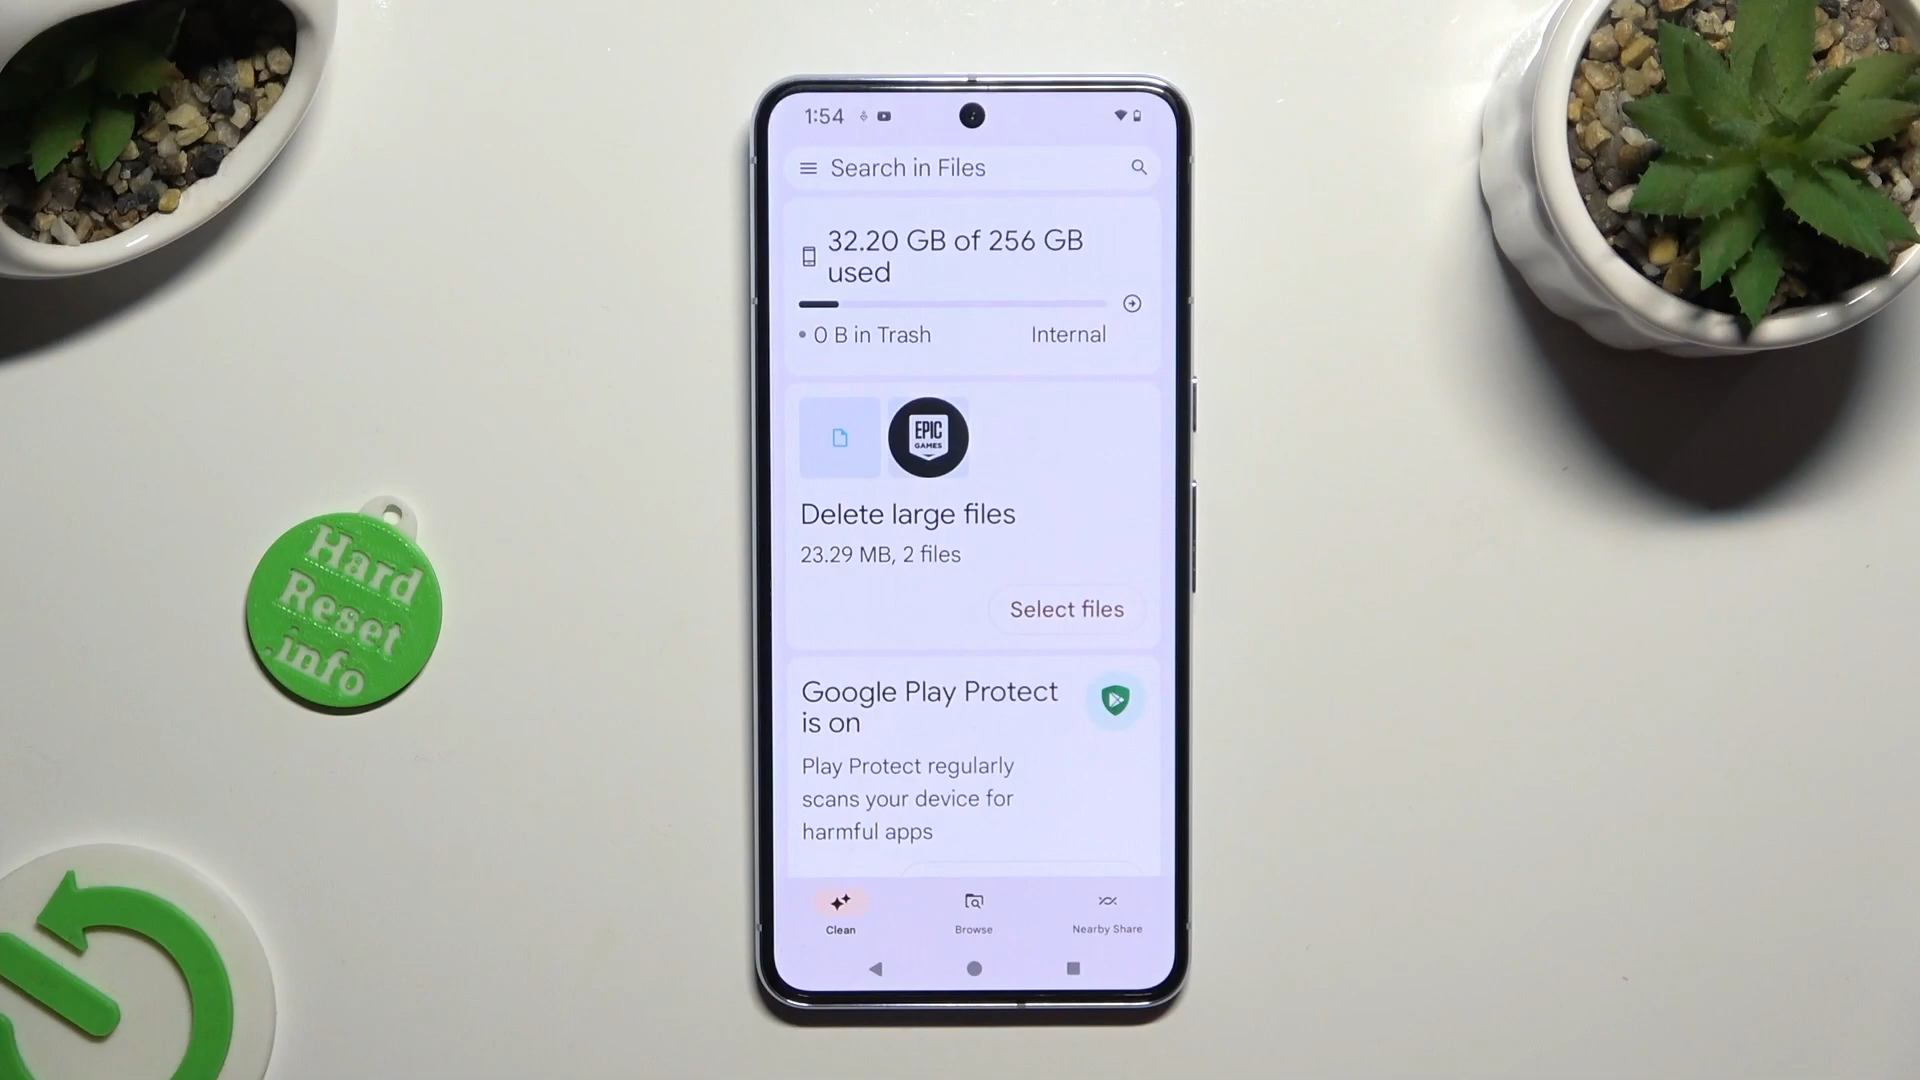 1:54
Search in Files
32.20 GB of 256 GB
used
• 0 B in Trash
Internal
EPIC
GAMES
Delete large files
23.29 MB, 2 files
Select files
Google Play Protect
is on
Play Protect regularly
scans your device for
harmful apps
Clean
Browse
Nearby Share
Hard
Reset
.info